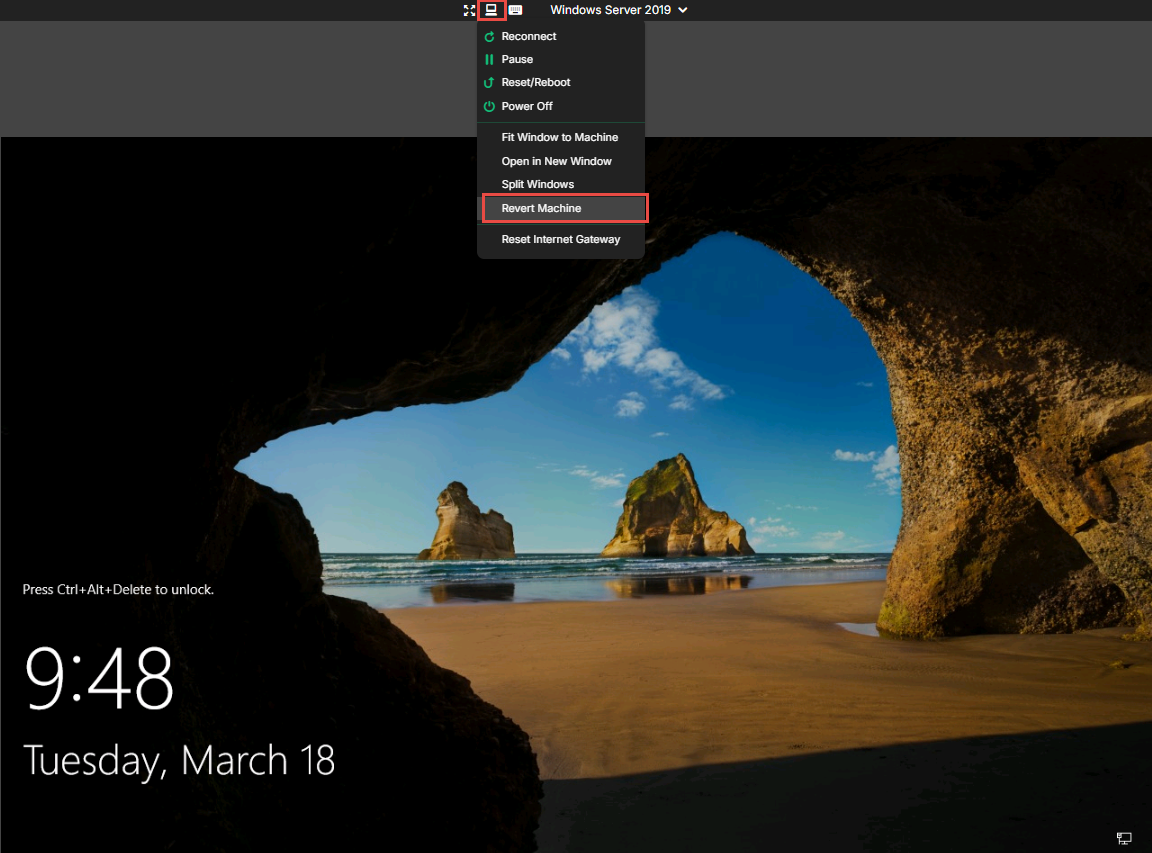 Windows Server 2019
Reconnect
Pause
Reset/Reboot
Power Off
Fit Window to Machine
Open in New Window
Split Windows
Revert Machine
Reset Internet Gateway
Press Ctrl+Alt+Delete to unlock.
9:48
Tuesday, March 18